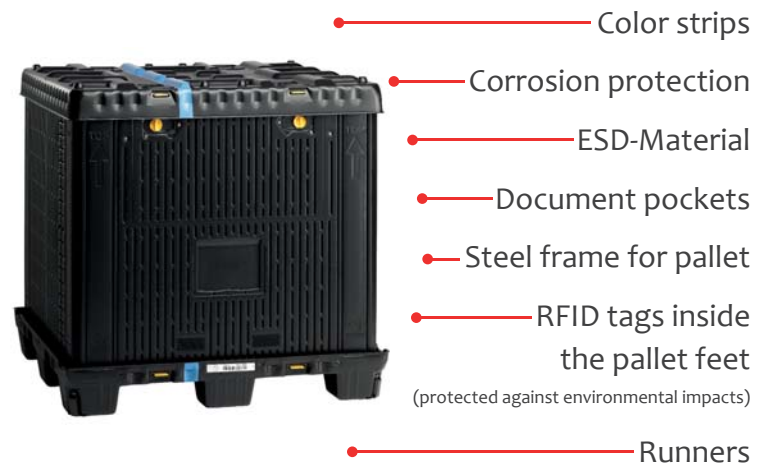 Color strips
Corrosion protection
ESD-Material
Document pockets
Steel frame for pallet
RFID tags inside
the pallet feet
(protected against environmental impacts)
Runners